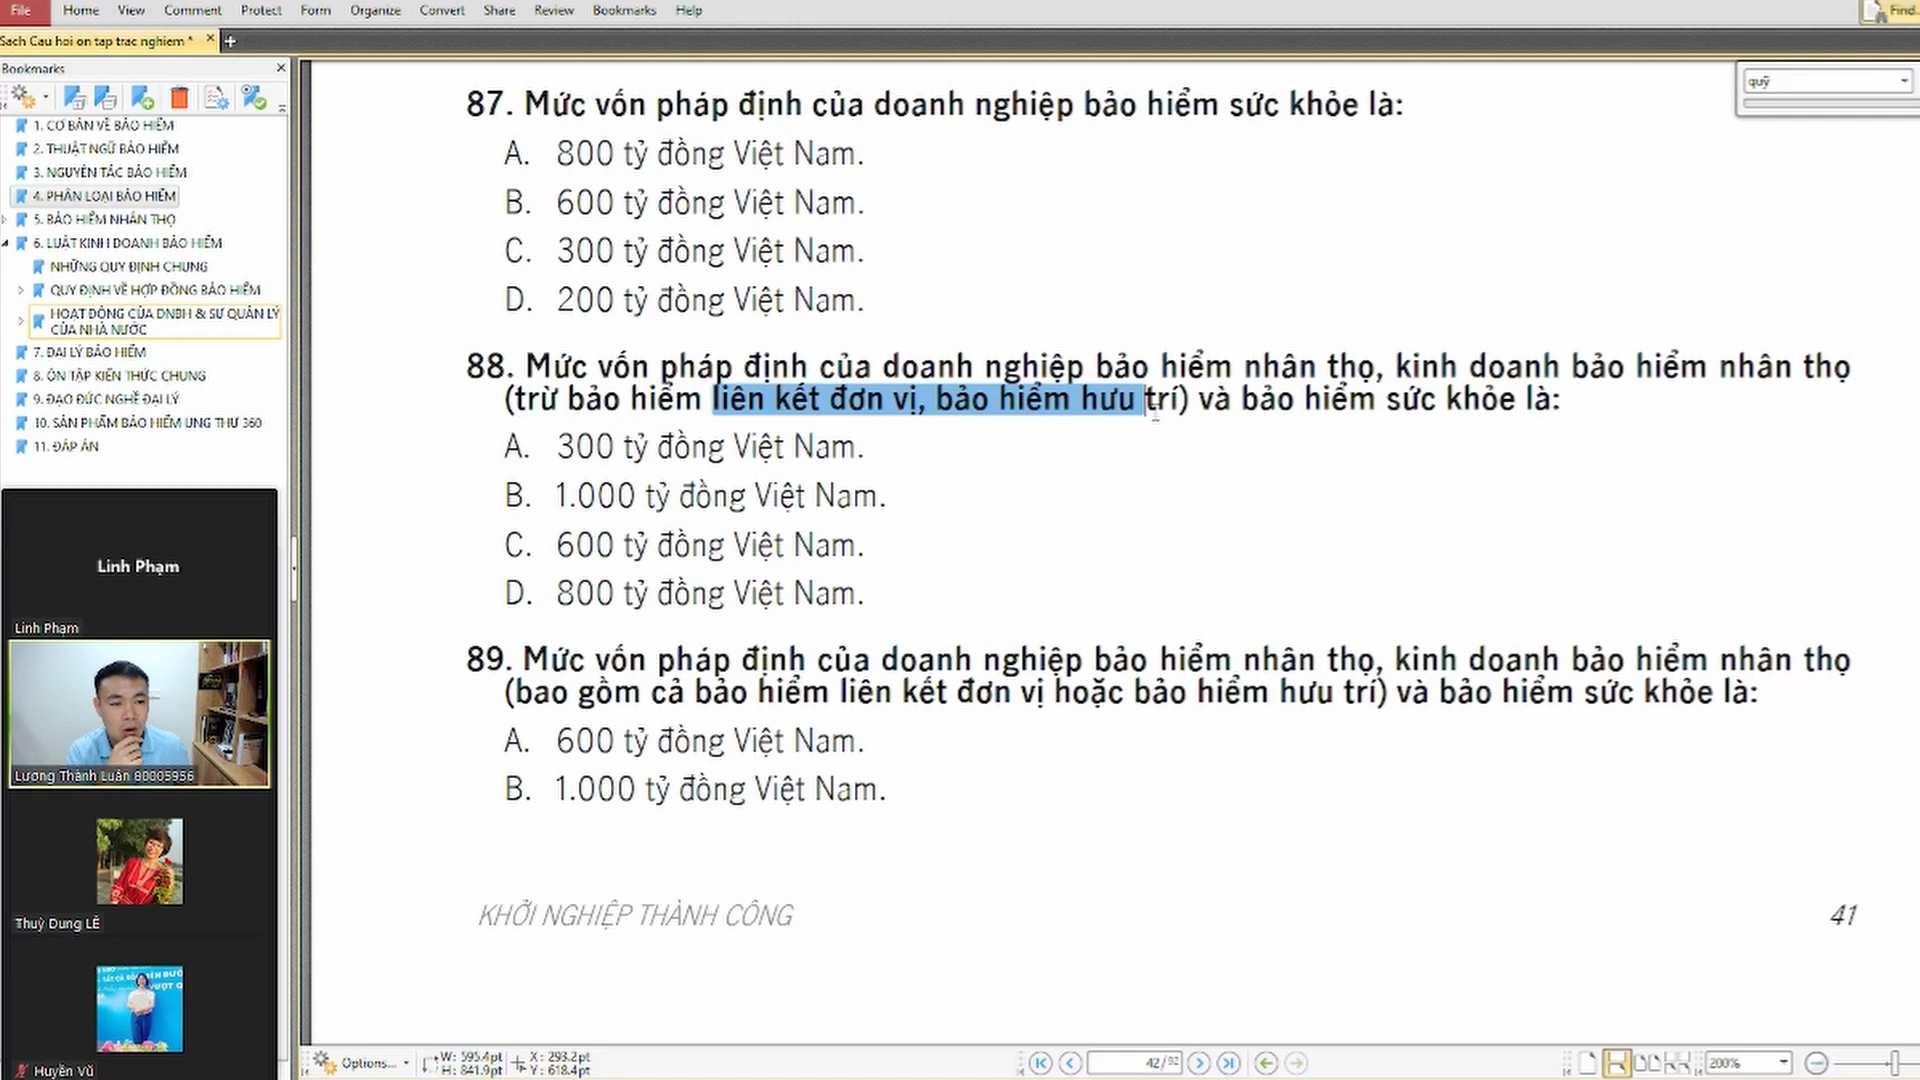 File Home View Comment Protect Form Organize Convert Share Review Bookmarks Help Find
Sach Cau hoi on tap trac nghiem * × +
Bookmarks ×
1. CƠ BẢN VỀ BẢO HIỂM
2. THUẬT NGỮ BẢO HIỂM
3. NGUYÊN TẮC BẢO HIỂM
4. PHÂN LOẠI BẢO HIỂM
5. BẢO HIỂM NHÂN THỌ
6. LUẬT KINH DOANH BẢO HIỂM
NHỮNG QUY ĐỊNH CHUNG
QUY ĐỊNH VỀ HỢP ĐỒNG BẢO HIỂM
HOẠT ĐỘNG CỦA DNBH & SỰ QUẢN LÝ
CỦA NHÀ NƯỚC
7. ĐẠI LÝ BẢO HIỂM
8. ÔN TẬP KIẾN THỨC CHUNG
9. ĐẠO ĐỨC NGHỀ ĐẠI LÝ
10. SẢN PHẨM BẢO HIỂM UNG THƯ 360
11. ĐÁP ÁN
Linh Phạm
Linh Phạm
Lương Thành Luân 80005956
Thuỳ Dung LÊ
Huyền Vũ
quỹ
87. Mức vốn pháp định của doanh nghiệp bảo hiểm sức khỏe là:
A. 800 tỷ đồng Việt Nam.
B. 600 tỷ đồng Việt Nam.
C. 300 tỷ đồng Việt Nam.
D. 200 tỷ đồng Việt Nam.
88. Mức vốn pháp định của doanh nghiệp bảo hiểm nhân thọ, kinh doanh bảo hiểm nhân thọ
(trừ bảo hiểm liên kết đơn vị, bảo hiểm hưu trí) và bảo hiểm sức khỏe là:
A. 300 tỷ đồng Việt Nam.
B. 1.000 tỷ đồng Việt Nam.
C. 600 tỷ đồng Việt Nam.
D. 800 tỷ đồng Việt Nam.
89. Mức vốn pháp định của doanh nghiệp bảo hiểm nhân thọ, kinh doanh bảo hiểm nhân thọ
(bao gồm cả bảo hiểm liên kết đơn vị hoặc bảo hiểm hưu trí) và bảo hiểm sức khỏe là:
A. 600 tỷ đồng Việt Nam.
B. 1.000 tỷ đồng Việt Nam.
KHỞI NGHIỆP THÀNH CÔNG 41
Options... W: 595.4pt X: 293.2pt 42/92 200%
H: 841.9pt Y: 618.4pt